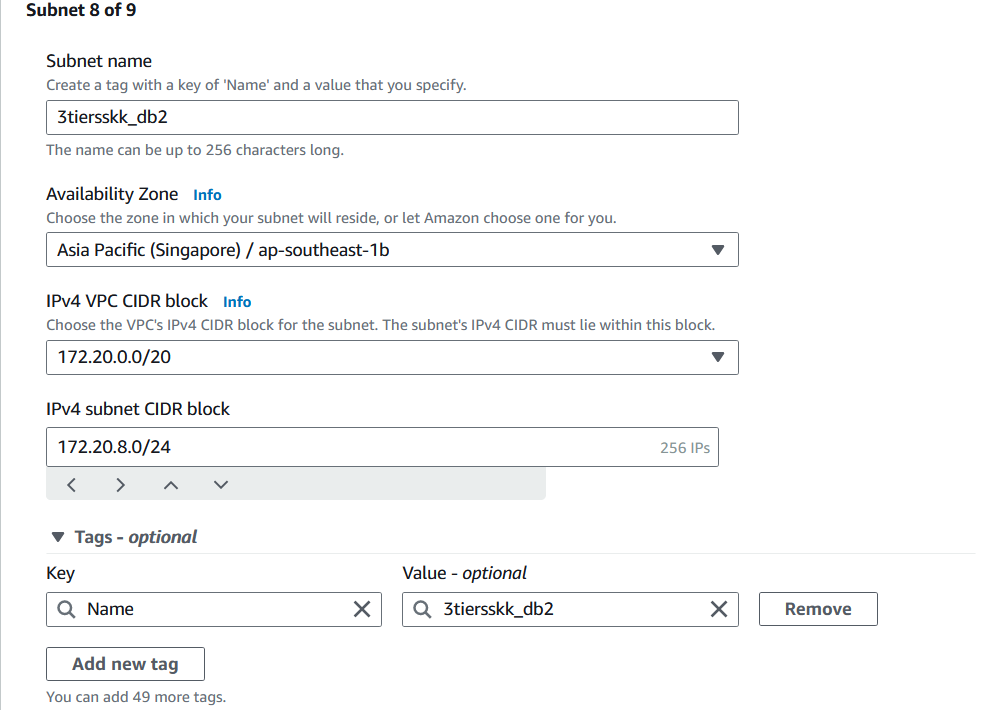 Subnet 8 of 9
Subnet name
Create a tag with a key of 'Name' and a value that you specify.
3tiersskk_db2
The name can be up to 256 characters long.
Availability Zone Info
Choose the zone in which your subnet will reside, or let Amazon choose one for you.
Asia Pacific (Singapore) / ap-southeast-1b
IPv4 VPC CIDR block Info
Choose the VPC's IPv4 CIDR block for the subnet. The subnet's IPv4 CIDR must lie within this block.
172.20.0.0/20
IPv4 subnet CIDR block
172.20.8.0/24 256 IPs
Tags - optional
Key Value - optional
Name 3tiersskk_db2 Remove
Add new tag
You can add 49 more tags.